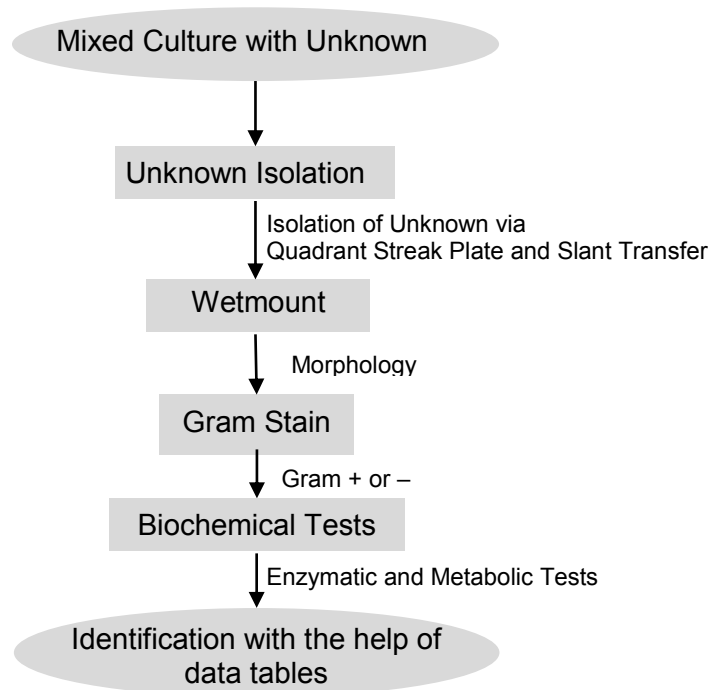 Mixed Culture with Unknown
Unknown Isolation
Isolation of Unknown via
Quadrant Streak Plate and Slant Transfer
Wetmount
Morphology
Gram Stain
Gram + or –
Biochemical Tests
Enzymatic and Metabolic Tests
Identification with the help of
data tables